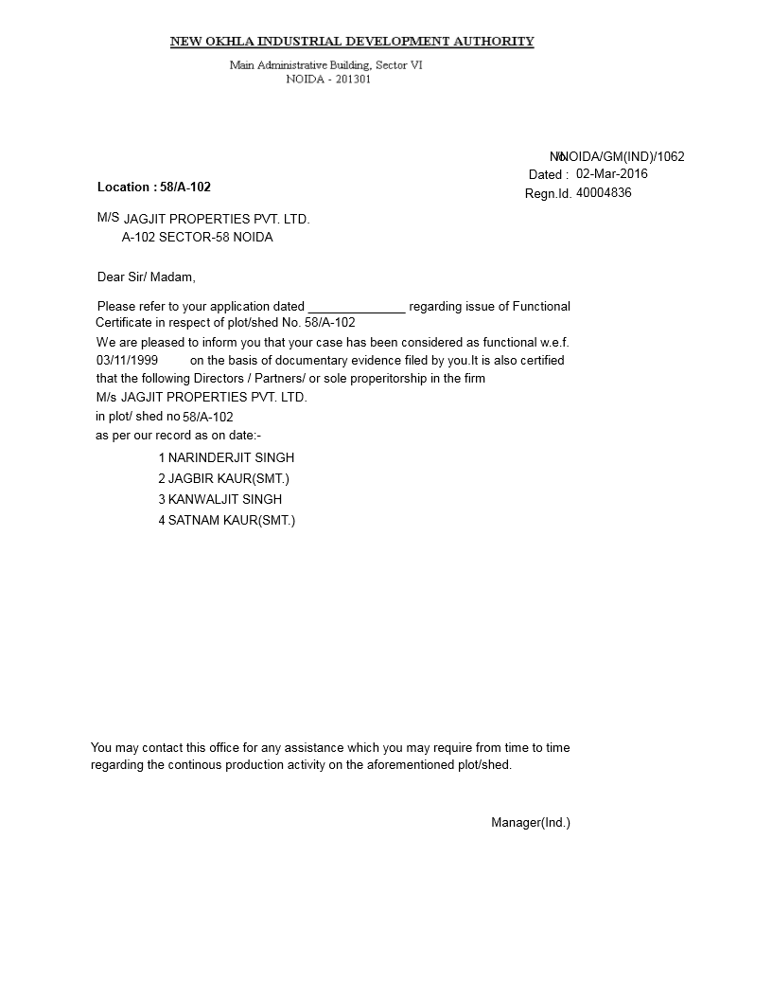 NEW OKHLA INDUSTRIAL DEVELOPMENT AUTHORITY
Main Administrative Building, Sector VI
NOIDA - 201301
No. NOIDA/GM(IND)/1062
Dated : 02-Mar-2016
Location : 58/A-102
Regn.Id. 40004836
M/S JAGJIT PROPERTIES PVT. LTD.
A-102 SECTOR-58 NOIDA
Dear Sir/ Madam,
Please refer to your application dated ______________ regarding issue of Functional
Certificate in respect of plot/shed No. 58/A-102
We are pleased to inform you that your case has been considered as functional w.e.f.
03/11/1999 on the basis of documentary evidence filed by you.It is also certified
that the following Directors / Partners/ or sole properitorship in the firm
M/s JAGJIT PROPERTIES PVT. LTD.
in plot/ shed no 58/A-102
as per our record as on date:-
1 NARINDERJIT SINGH
2 JAGBIR KAUR(SMT.)
3 KANWALJIT SINGH
4 SATNAM KAUR(SMT.)
You may contact this office for any assistance which you may require from time to time
regarding the continous production activity on the aforementioned plot/shed.
Manager(Ind.)